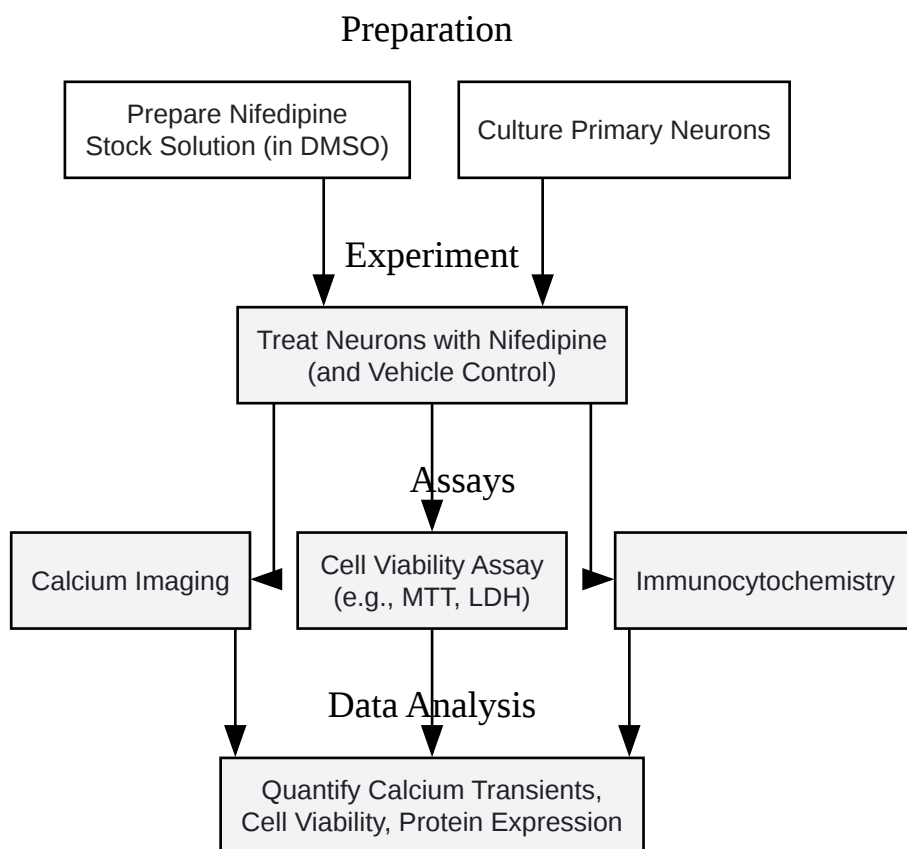 Preparation
Prepare Nifedipine
Stock Solution (in DMSO)
Culture Primary Neurons
Experiment
Treat Neurons with Nifedipine
(and Vehicle Control)
Assays
Calcium Imaging
Cell Viability Assay
(e.g., MTT, LDH)
Immunocytochemistry
Data Analysis
Quantify Calcium Transients,
Cell Viability, Protein Expression